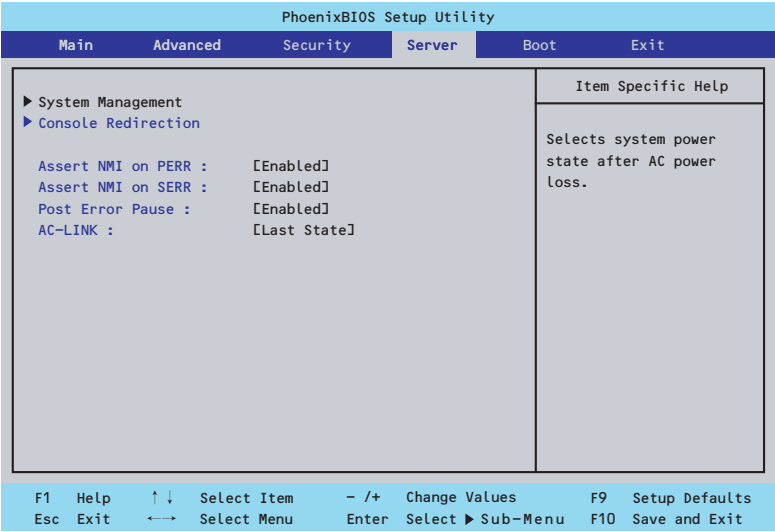 PhoenixBIOS Setup Utility
Main Advanced Security Server Boot Exit
▶ System Management
▶ Console Redirection
Assert NMI on PERR : [Enabled]
Assert NMI on SERR : [Enabled]
Post Error Pause : [Enabled]
AC-LINK : [Last State]
Item Specific Help
Selects system power
state after AC power
loss.
F1 Help ↑↓ Select Item - /+ Change Values F9 Setup Defaults
Esc Exit ←→ Select Menu Enter Select ▶ Sub-Menu F10 Save and Exit